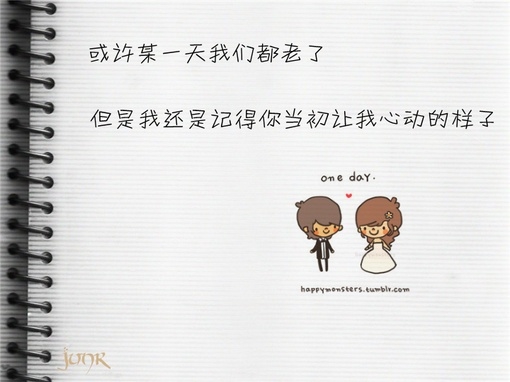 或许某一天我们都老了
但是我还是记得你当初让我心动的样子
one day.
happymonsters.tumblr.com